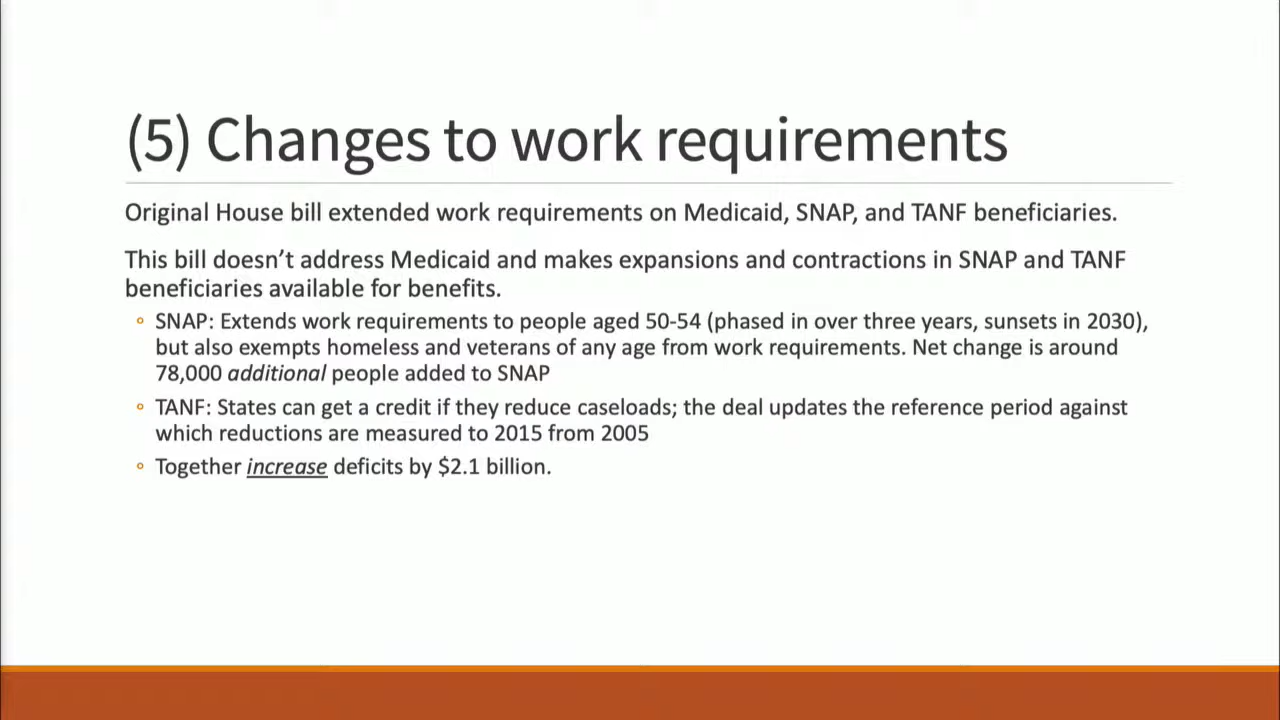 (5) Changes to work requirements
Original House bill extended work requirements on Medicaid, SNAP, and TANF beneficiaries.
This bill doesn’t address Medicaid and makes expansions and contractions in SNAP and TANF
beneficiaries available for benefits.
◦ SNAP: Extends work requirements to people aged 50-54 (phased in over three years, sunsets in 2030),
but also exempts homeless and veterans of any age from work requirements. Net change is around
78,000 additional people added to SNAP
◦ TANF: States can get a credit if they reduce caseloads; the deal updates the reference period against
which reductions are measured to 2015 from 2005
◦ Together increase deficits by $2.1 billion.